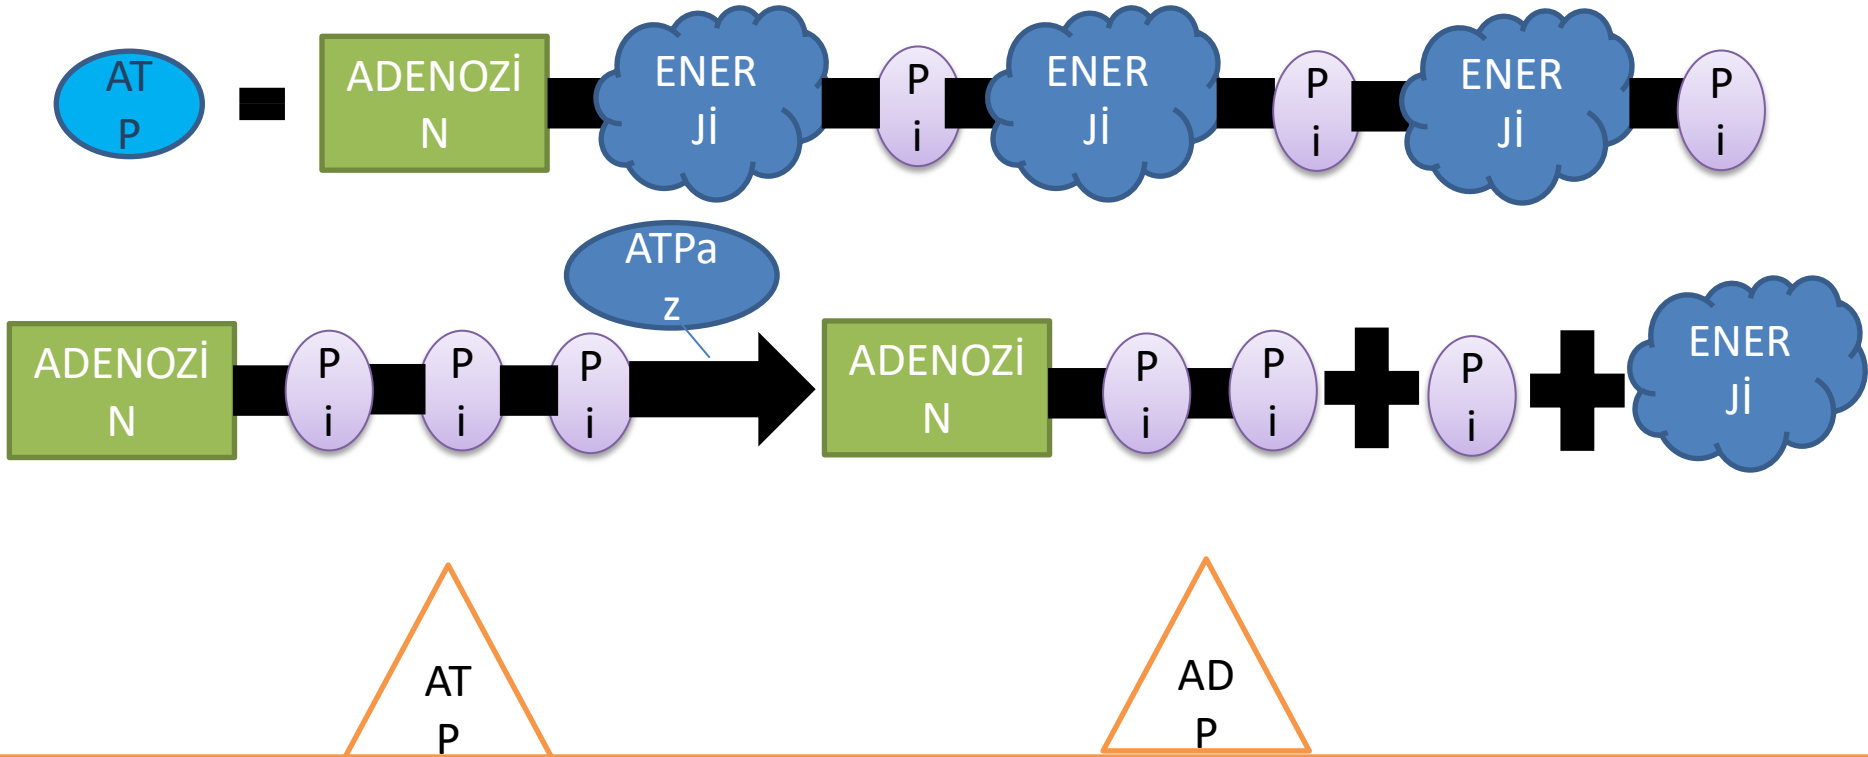 AT
P
=
ADENOZİ
N
ENER
Jİ
P
i
ENER
Jİ
P
i
ENER
Jİ
P
i
ATPa
z
ADENOZİ
N
P
i
P
i
P
i
ADENOZİ
N
P
i
P
i
+
P
i
+
ENER
Jİ
AT
P
AD
P